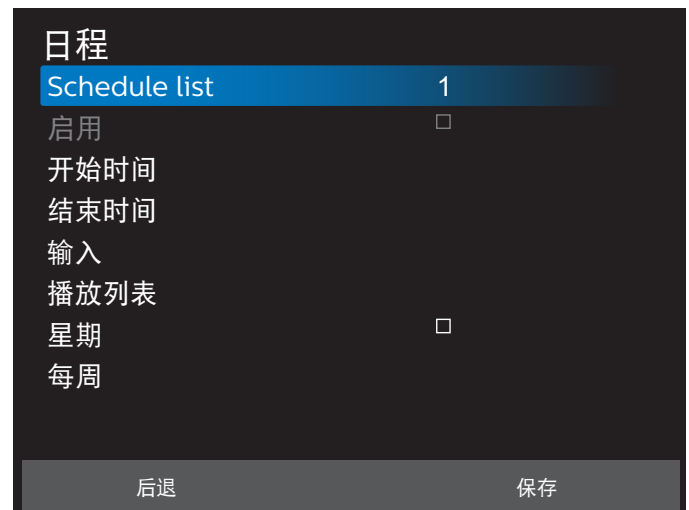 日程
Schedule list 1
启用 □
开始时间
结束时间
输入
播放列表
星期 □
每周
后退 保存